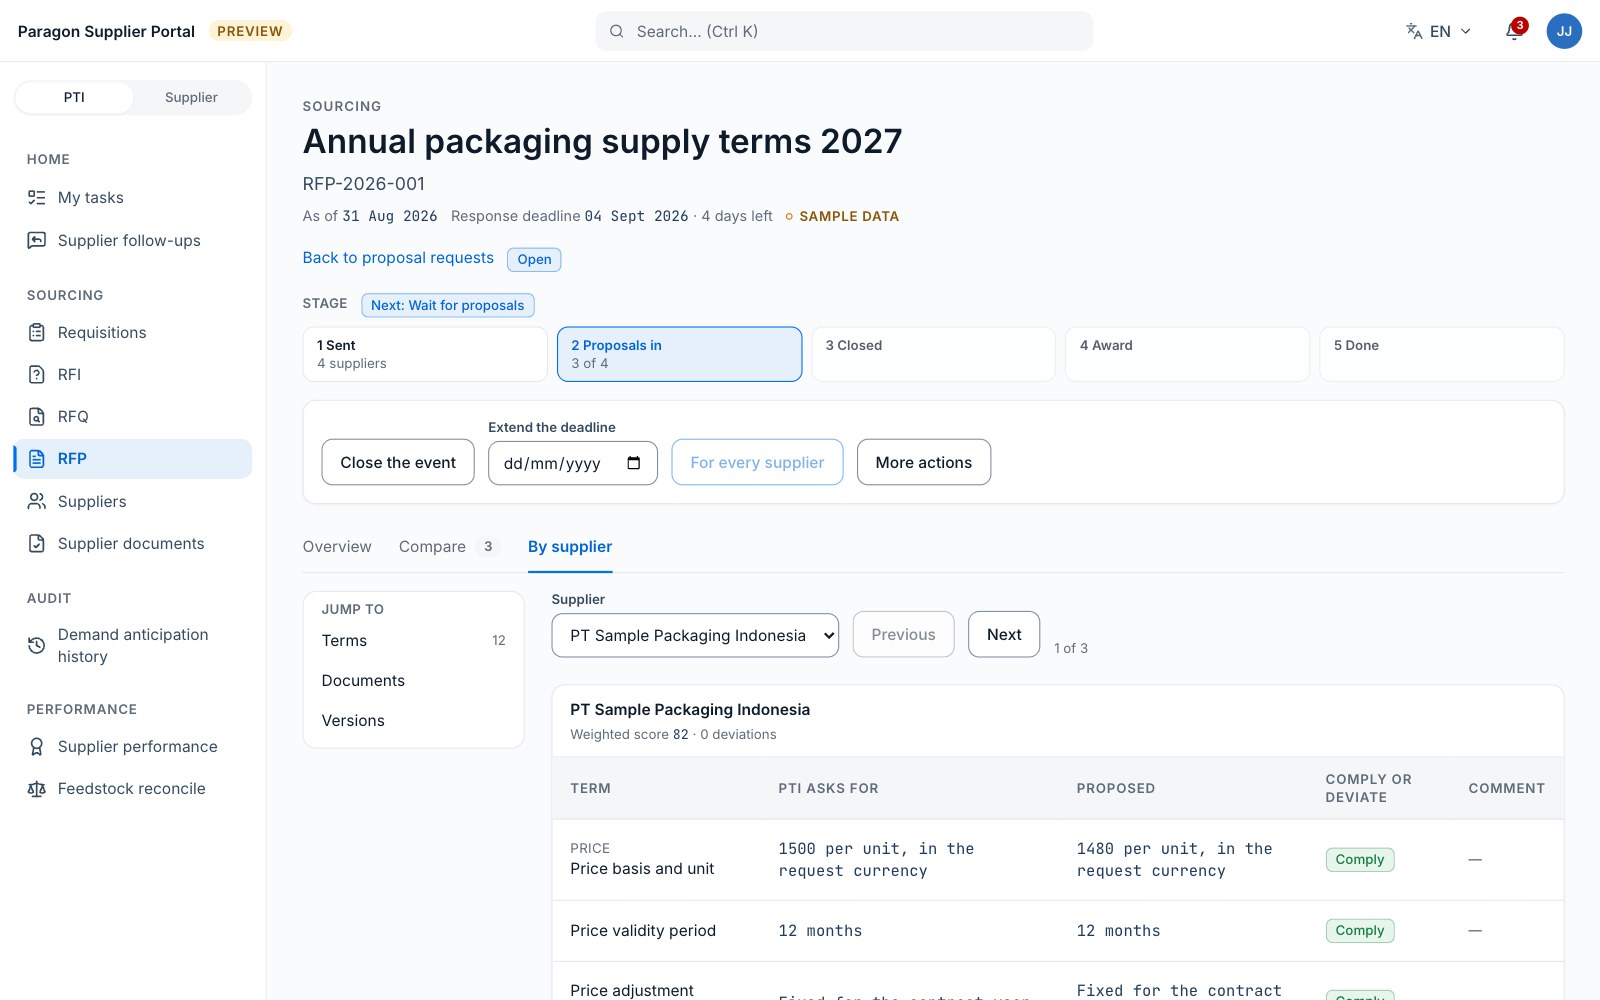 Paragon Supplier Portal PREVIEW
Search... (Ctrl K)
EN
3
JJ
PTI Supplier
HOME
My tasks
Supplier follow-ups
SOURCING
Requisitions
RFI
RFQ
RFP
Suppliers
Supplier documents
AUDIT
Demand anticipation
history
PERFORMANCE
Supplier performance
Feedstock reconcile
SOURCING
Annual packaging supply terms 2027
RFP-2026-001
As of 31 Aug 2026 Response deadline 04 Sept 2026 · 4 days left SAMPLE DATA
Back to proposal requests Open
STAGE Next: Wait for proposals
1 Sent
4 suppliers
2 Proposals in
3 of 4
3 Closed
4 Award
5 Done
Close the event
Extend the deadline
dd/mm/yyyy
For every supplier
More actions
Overview Compare 3 By supplier
JUMP TO
Terms 12
Documents
Versions
Supplier
PT Sample Packaging Indonesia
Previous
Next
1 of 3
PT Sample Packaging Indonesia
Weighted score 82 · 0 deviations
TERM PTI ASKS FOR PROPOSED COMPLY OR DEVIATE COMMENT
PRICE
Price basis and unit
1500 per unit, in the
request currency
1480 per unit, in the
request currency
Comply
—
Price validity period 12 months 12 months Comply —
Price adjustment
Fixed for the contract year
Fixed for the contract
Comply